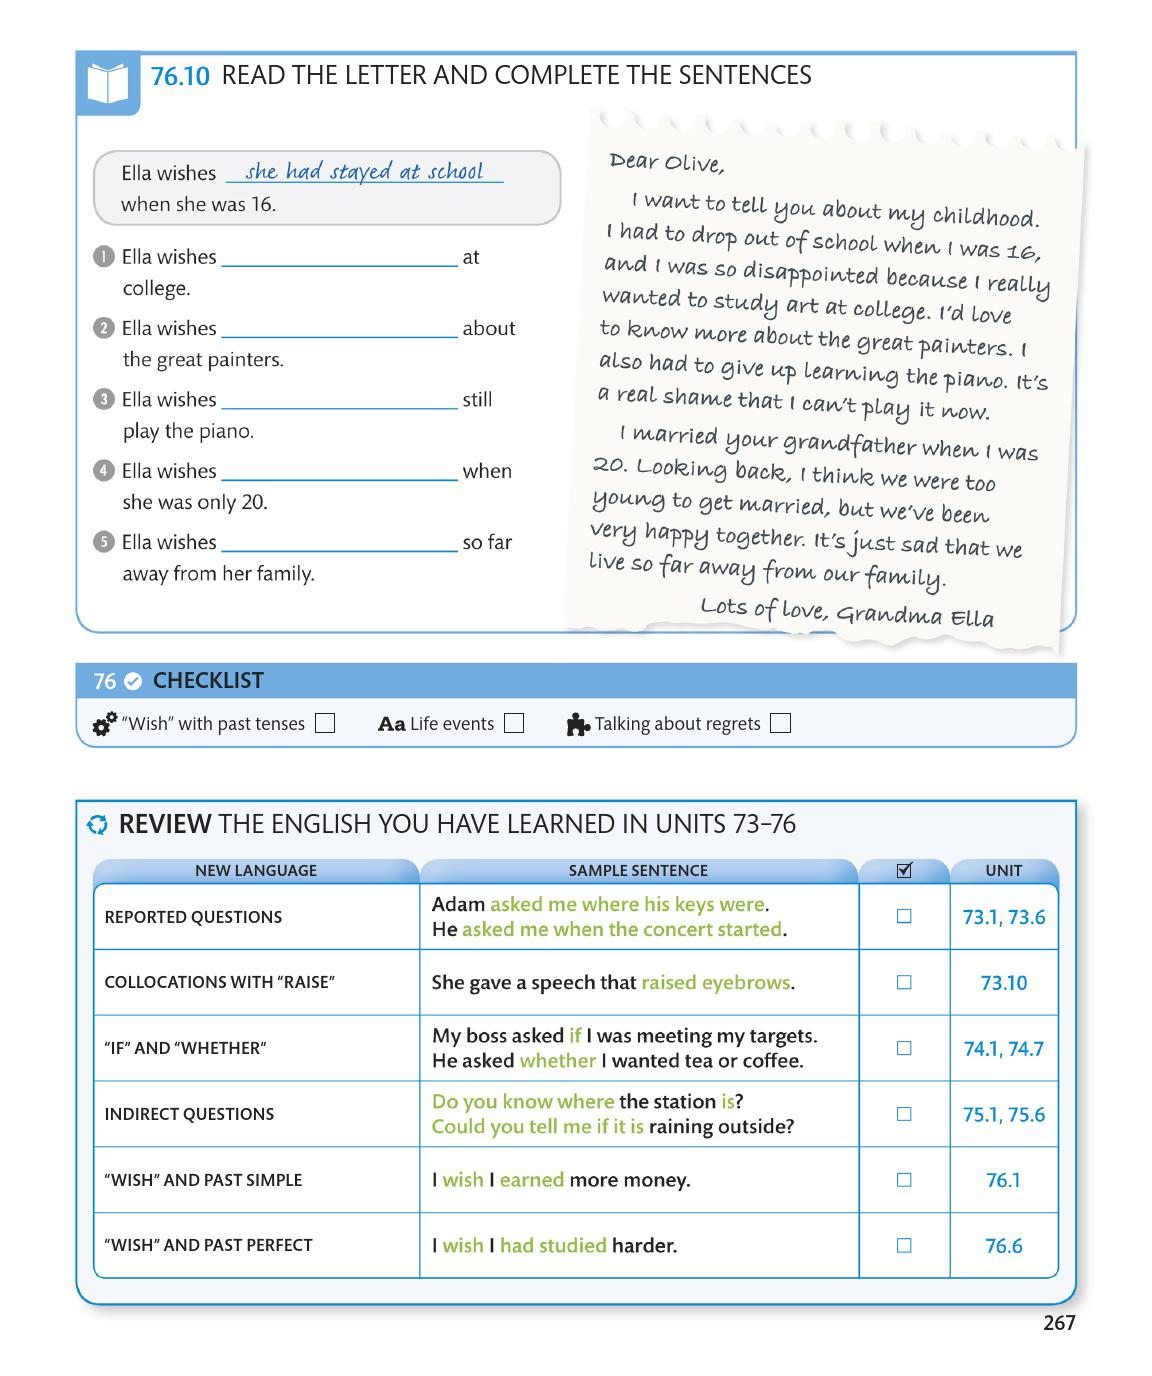 76.10 READ THE LETTER AND COMPLETE THE SENTENCES
Ella wishes she had stayed at school
when she was 16.
1 Ella wishes ______ at
college.
2 Ella wishes ______ about
the great painters.
3 Ella wishes ______ still
play the piano.
4 Ella wishes ______ when
she was only 20.
5 Ella wishes ______ so far
away from her family.
Dear Olive,
I want to tell you about my childhood.
I had to drop out of school when I was 16,
and I was so disappointed because I really
wanted to study art at college. I'd love
to know more about the great painters. I
also had to give up learning the piano. It's
a real shame that I can't play it now.
I married your grandfather when I was
20. Looking back, I think we were too
young to get married, but we've been
very happy together. It's just sad that we
live so far away from our family.
Lots of love, Grandma Ella
76 CHECKLIST
“Wish” with past tenses Aa Life events Talking about regrets
REVIEW THE ENGLISH YOU HAVE LEARNED IN UNITS 73–76
NEW LANGUAGE SAMPLE SENTENCE UNIT
REPORTED QUESTIONS
Adam asked me where his keys were.
He asked me when the concert started.
73.1, 73.6
COLLOCATIONS WITH “RAISE”
She gave a speech that raised eyebrows.
73.10
“IF” AND “WHETHER”
My boss asked if I was meeting my targets.
He asked whether I wanted tea or coffee.
74.1, 74.7
INDIRECT QUESTIONS
Do you know where the station is?
Could you tell me if it is raining outside?
75.1, 75.6
“WISH” AND PAST SIMPLE
I wish I earned more money.
76.1
“WISH” AND PAST PERFECT
I wish I had studied harder.
76.6
267